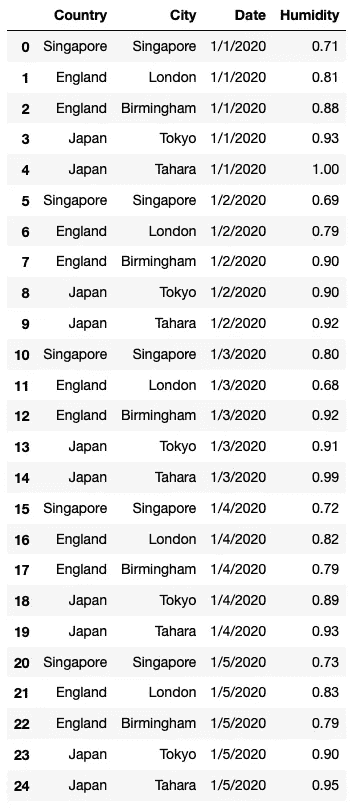 Country City Date Humidity
0 Singapore Singapore 1/1/2020 0.71
1 England London 1/1/2020 0.81
2 England Birmingham 1/1/2020 0.88
3 Japan Tokyo 1/1/2020 0.93
4 Japan Tahara 1/1/2020 1.00
5 Singapore Singapore 1/2/2020 0.69
6 England London 1/2/2020 0.79
7 England Birmingham 1/2/2020 0.90
8 Japan Tokyo 1/2/2020 0.90
9 Japan Tahara 1/2/2020 0.92
10 Singapore Singapore 1/3/2020 0.80
11 England London 1/3/2020 0.68
12 England Birmingham 1/3/2020 0.92
13 Japan Tokyo 1/3/2020 0.91
14 Japan Tahara 1/3/2020 0.99
15 Singapore Singapore 1/4/2020 0.72
16 England London 1/4/2020 0.82
17 England Birmingham 1/4/2020 0.79
18 Japan Tokyo 1/4/2020 0.89
19 Japan Tahara 1/4/2020 0.93
20 Singapore Singapore 1/5/2020 0.73
21 England London 1/5/2020 0.83
22 England Birmingham 1/5/2020 0.79
23 Japan Tokyo 1/5/2020 0.90
24 Japan Tahara 1/5/2020 0.95